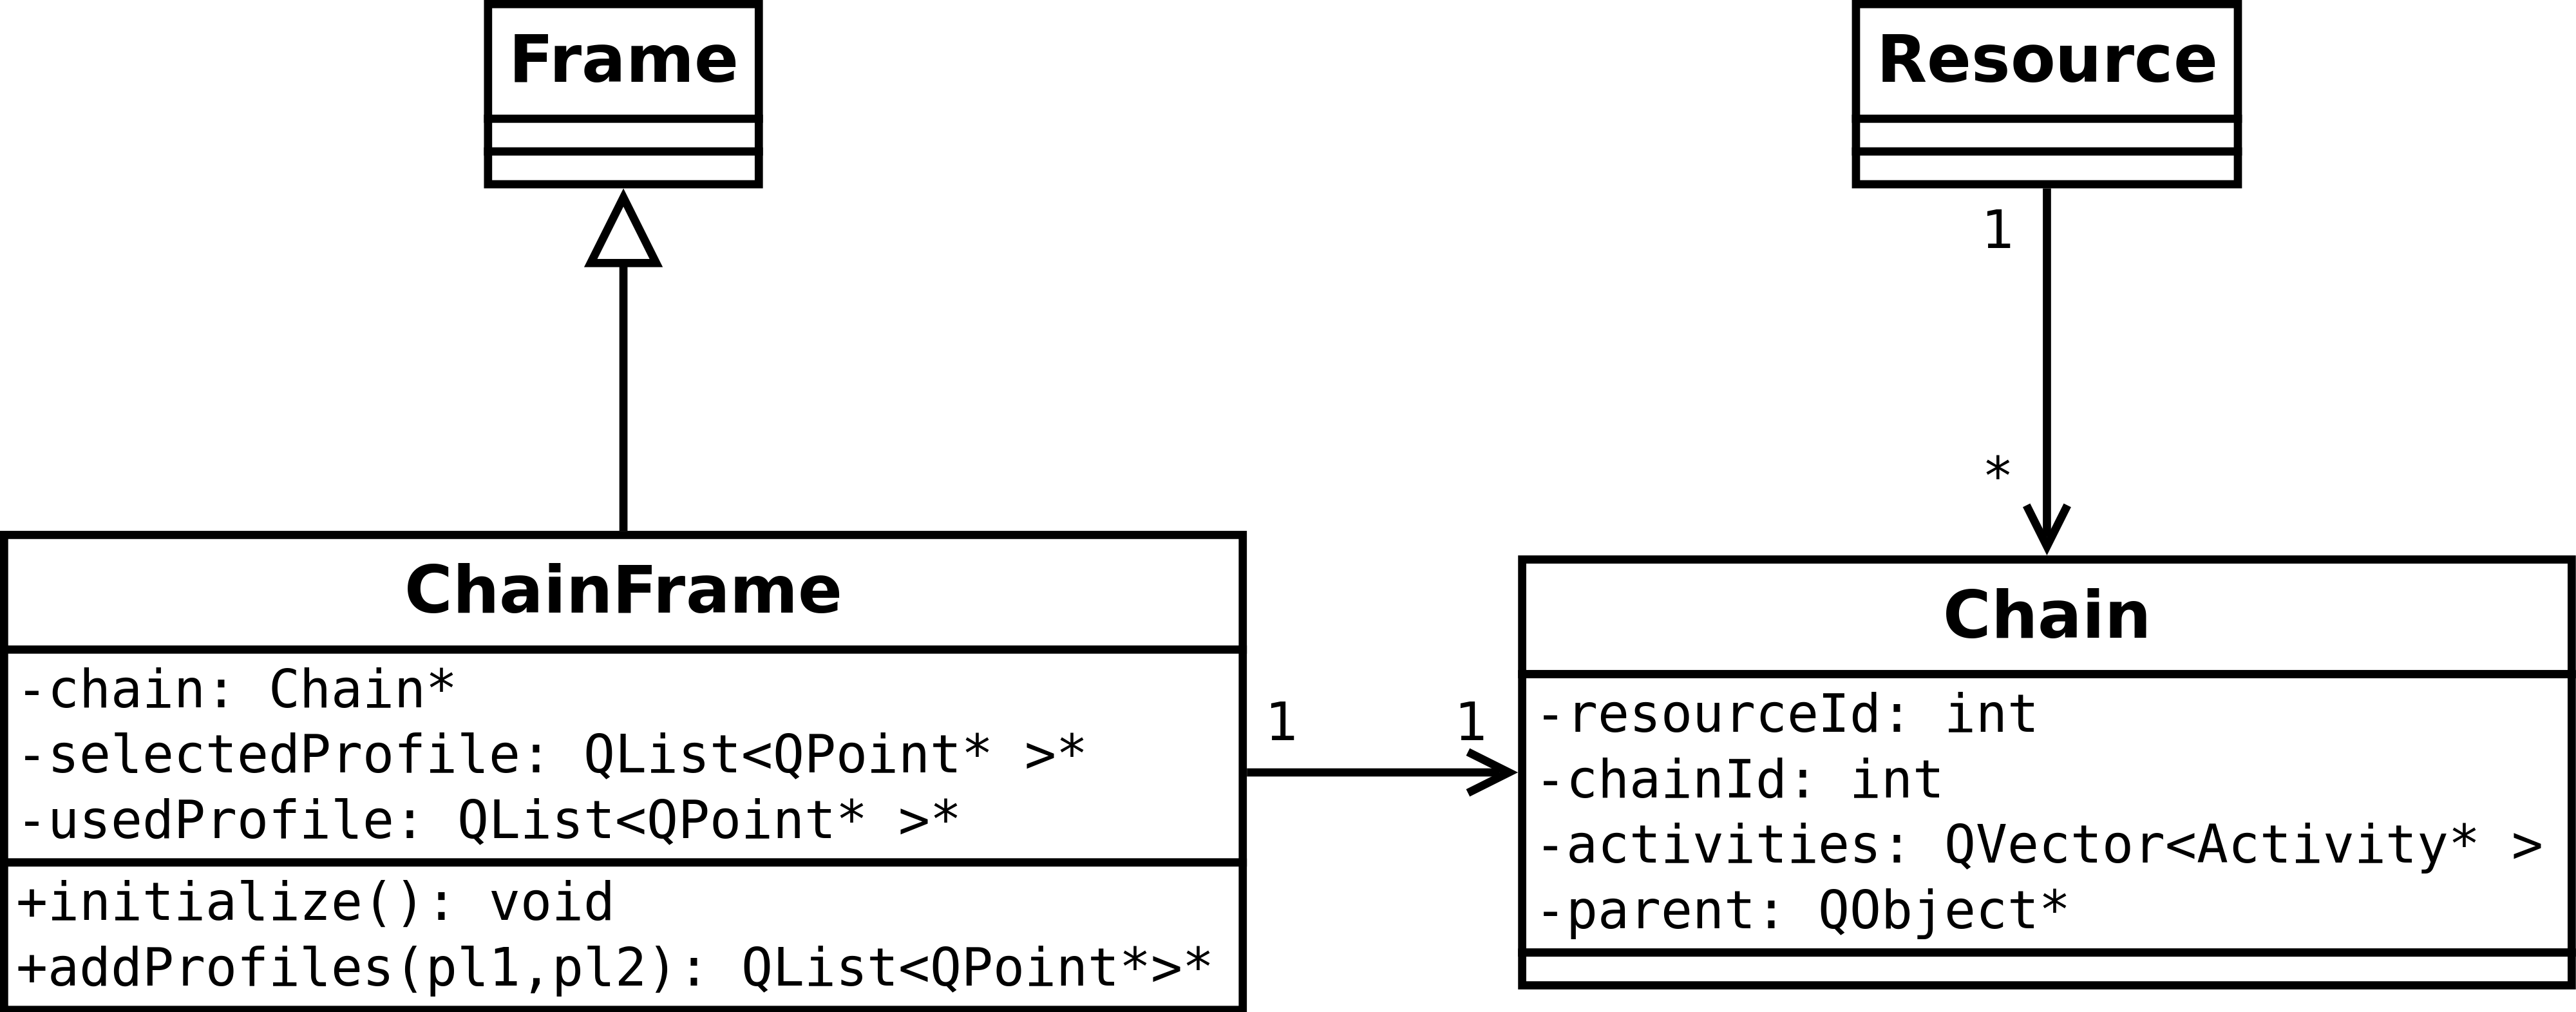 Frame
Resource
1
*
ChainFrame
-chain: Chain*
-selectedProfile: QList<QPoint* >*
-usedProfile: QList<QPoint* >*
+initialize(): void
+addProfiles(pl1,pl2): QList<QPoint*>*
1
1
Chain
-resourceId: int
-chainId: int
-activities: QVector<Activity* >
-parent: QObject*